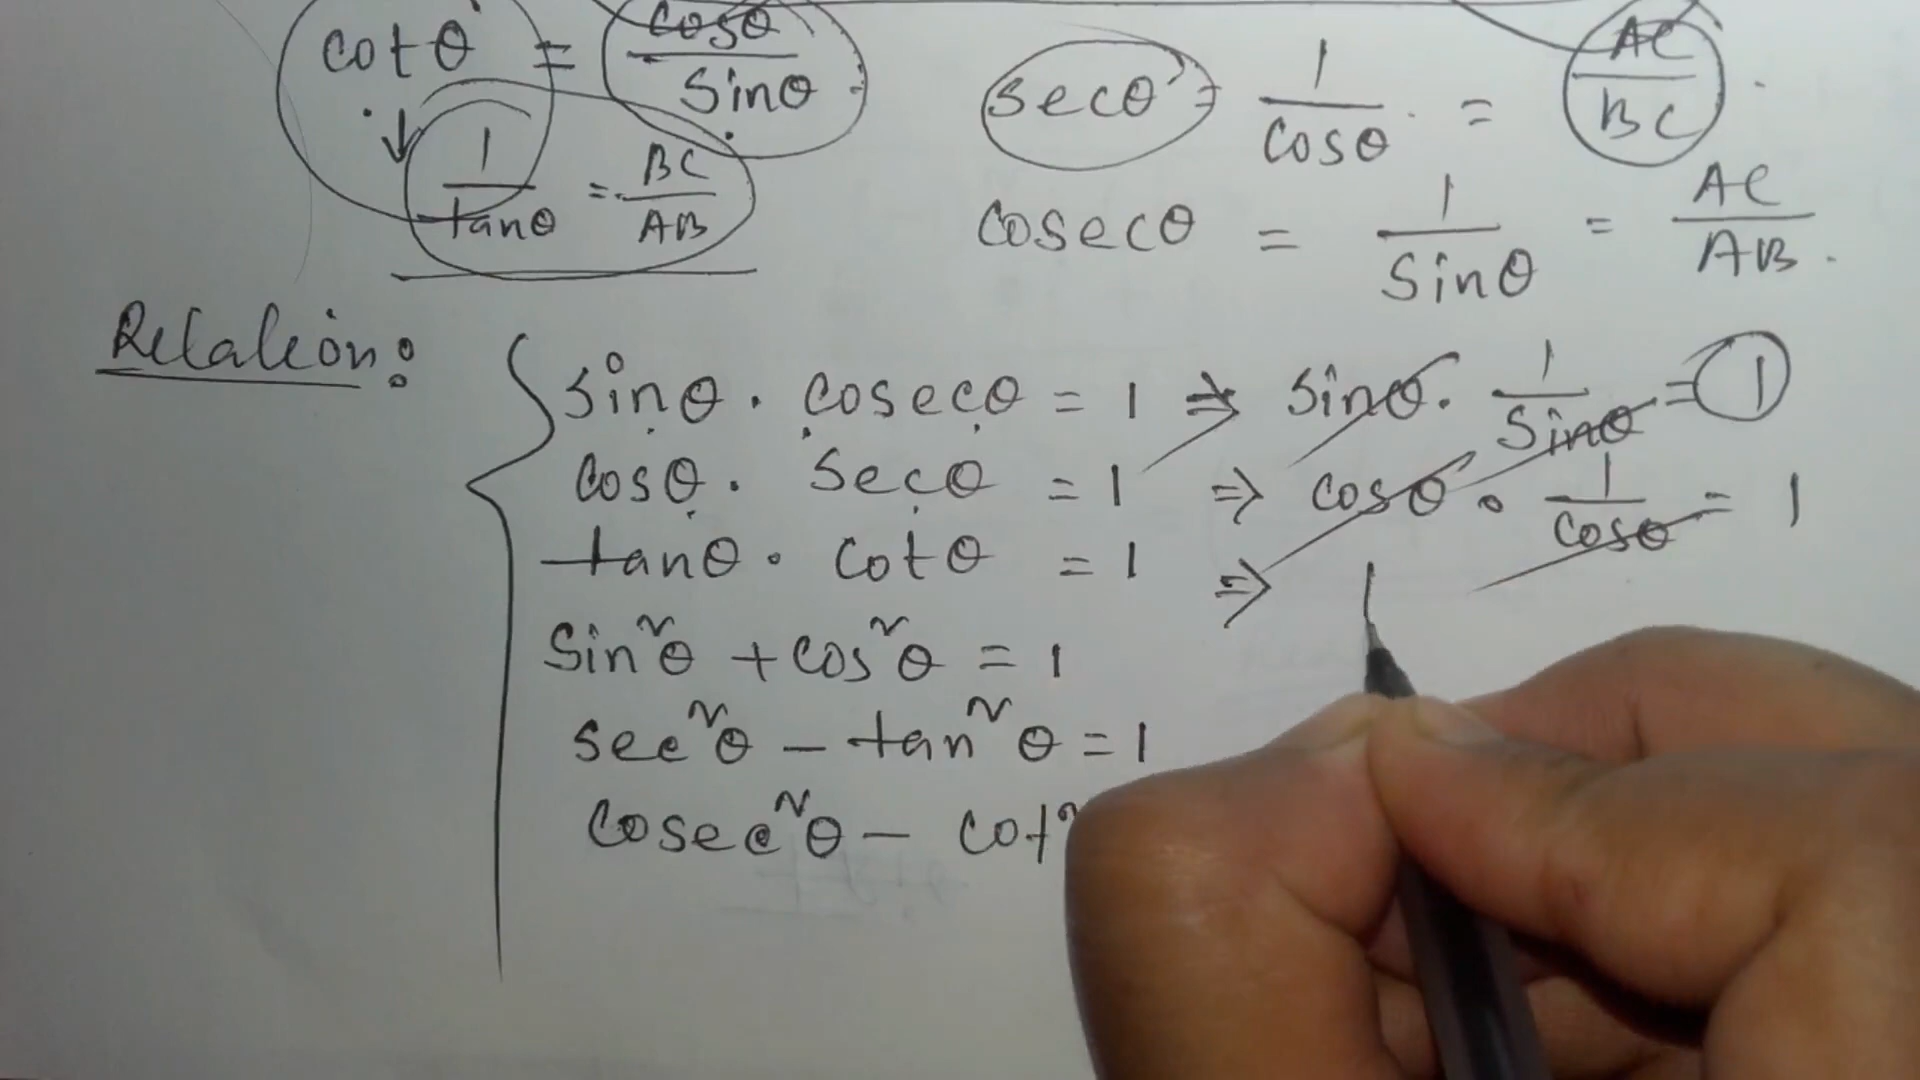 cotθ = cosθ/sinθ
1/tanθ = BC/AB
secθ = 1/cosθ = AC/BC
cosecθ = 1/sinθ = AC/AB
Relation:
sinθ . cosecθ = 1 ⇒ sinθ . 1/sinθ = 1
cosθ . secθ = 1 ⇒ cosθ . 1/cosθ = 1
tanθ . cotθ = 1 ⇒
sin²θ + cos²θ = 1
sec²θ − tan²θ = 1
cosec²θ − cot²